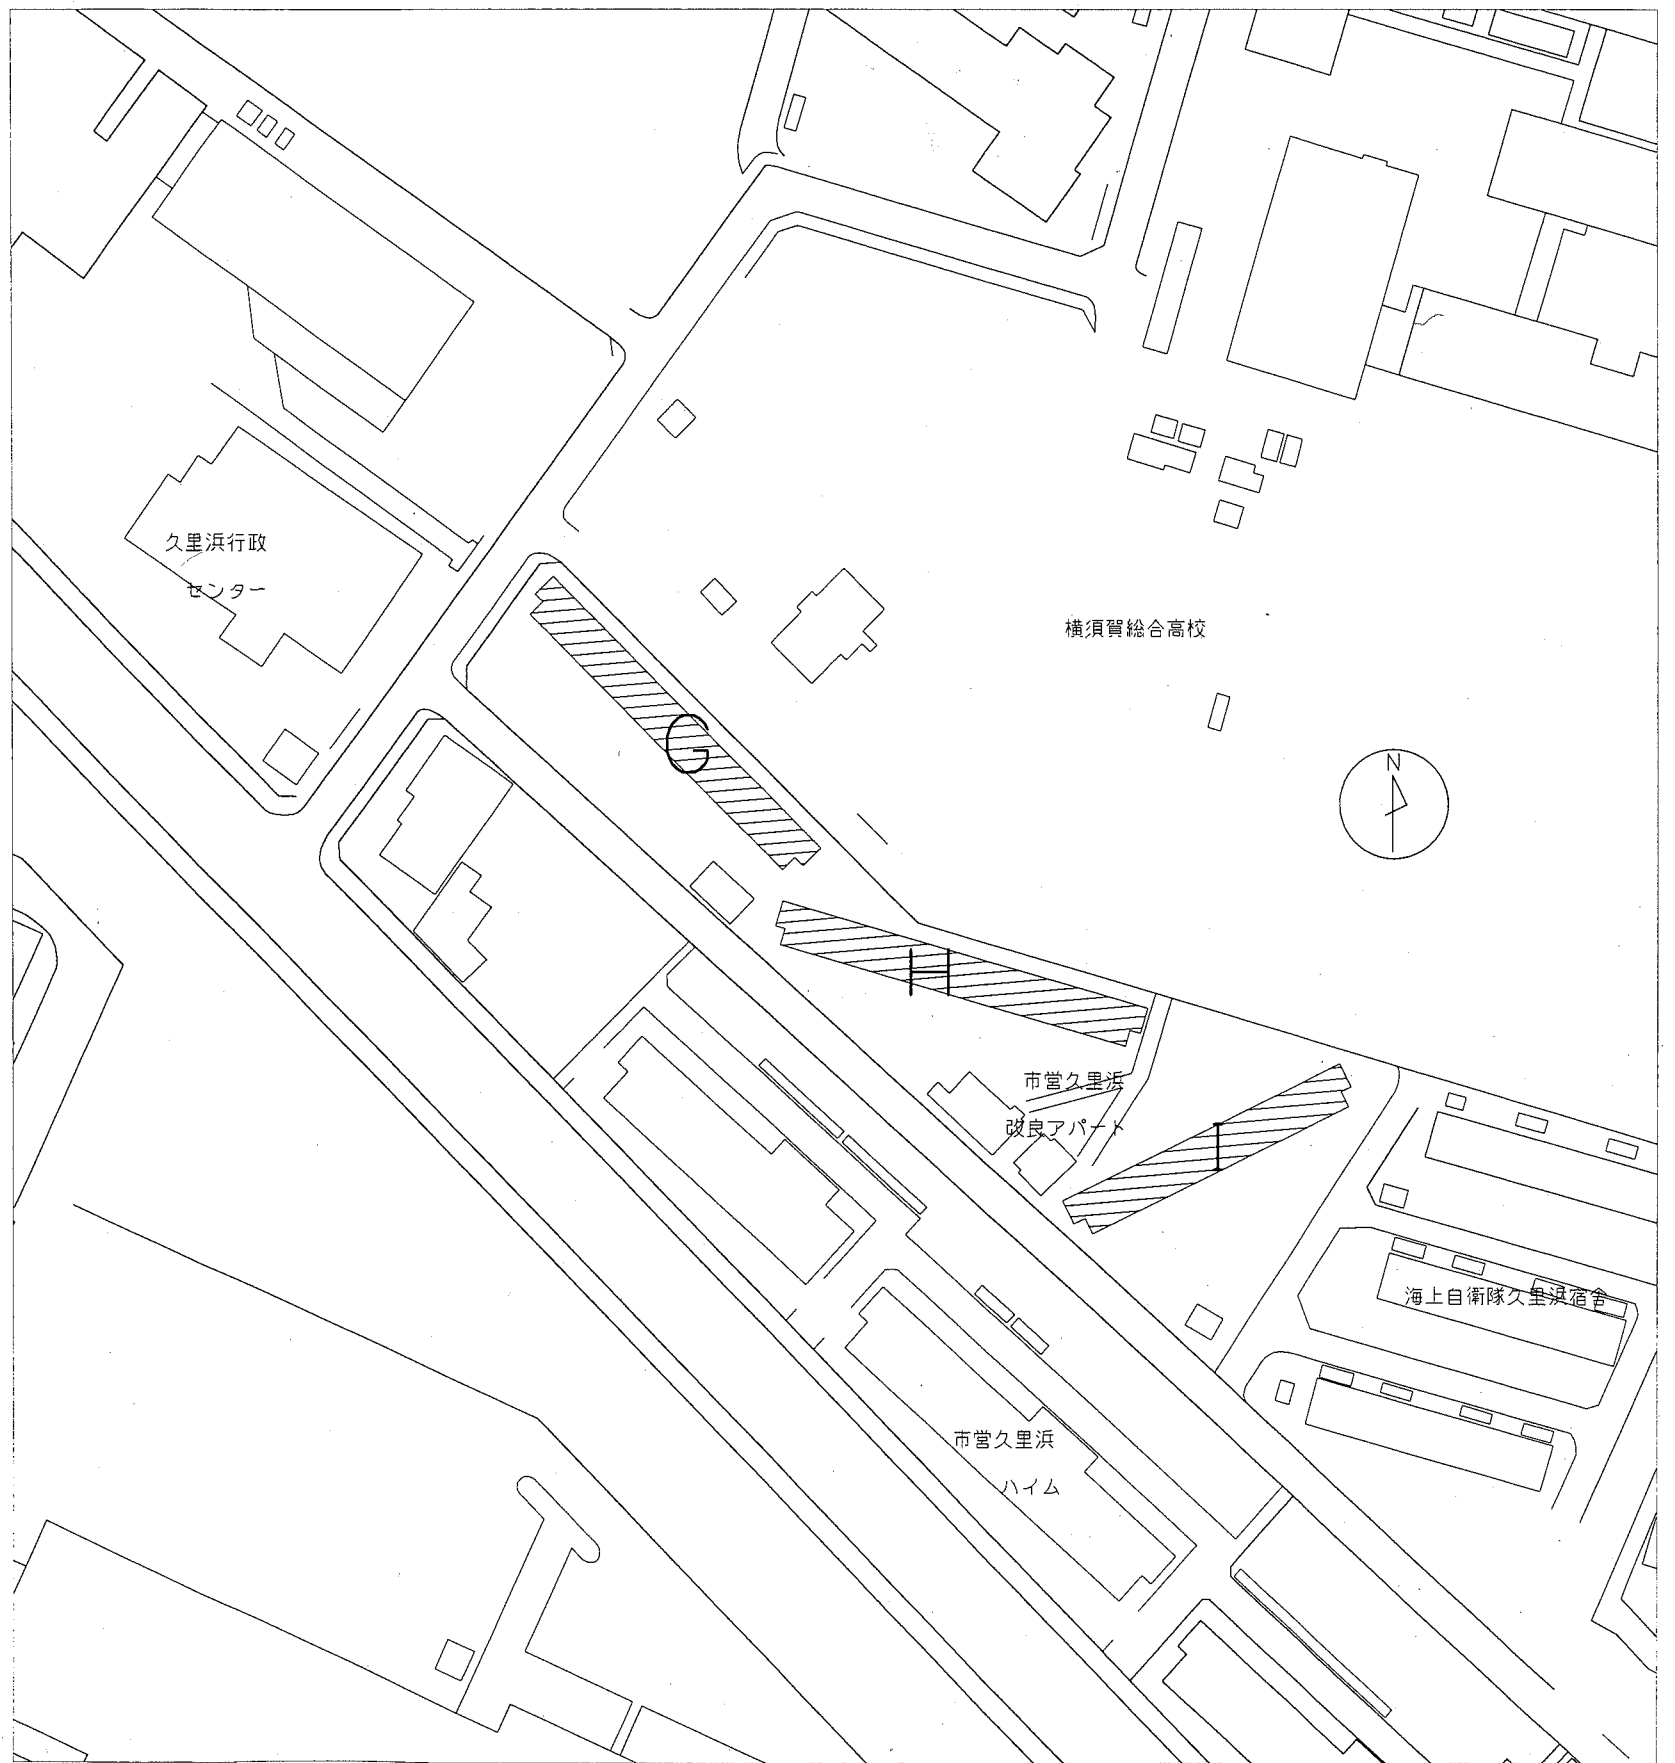 久里浜行政
センター
横須賀総合高校
G
N
H
市営久里浜
改良アパート
I
海上自衛隊久里浜宿舎
市営久里浜
ハイム